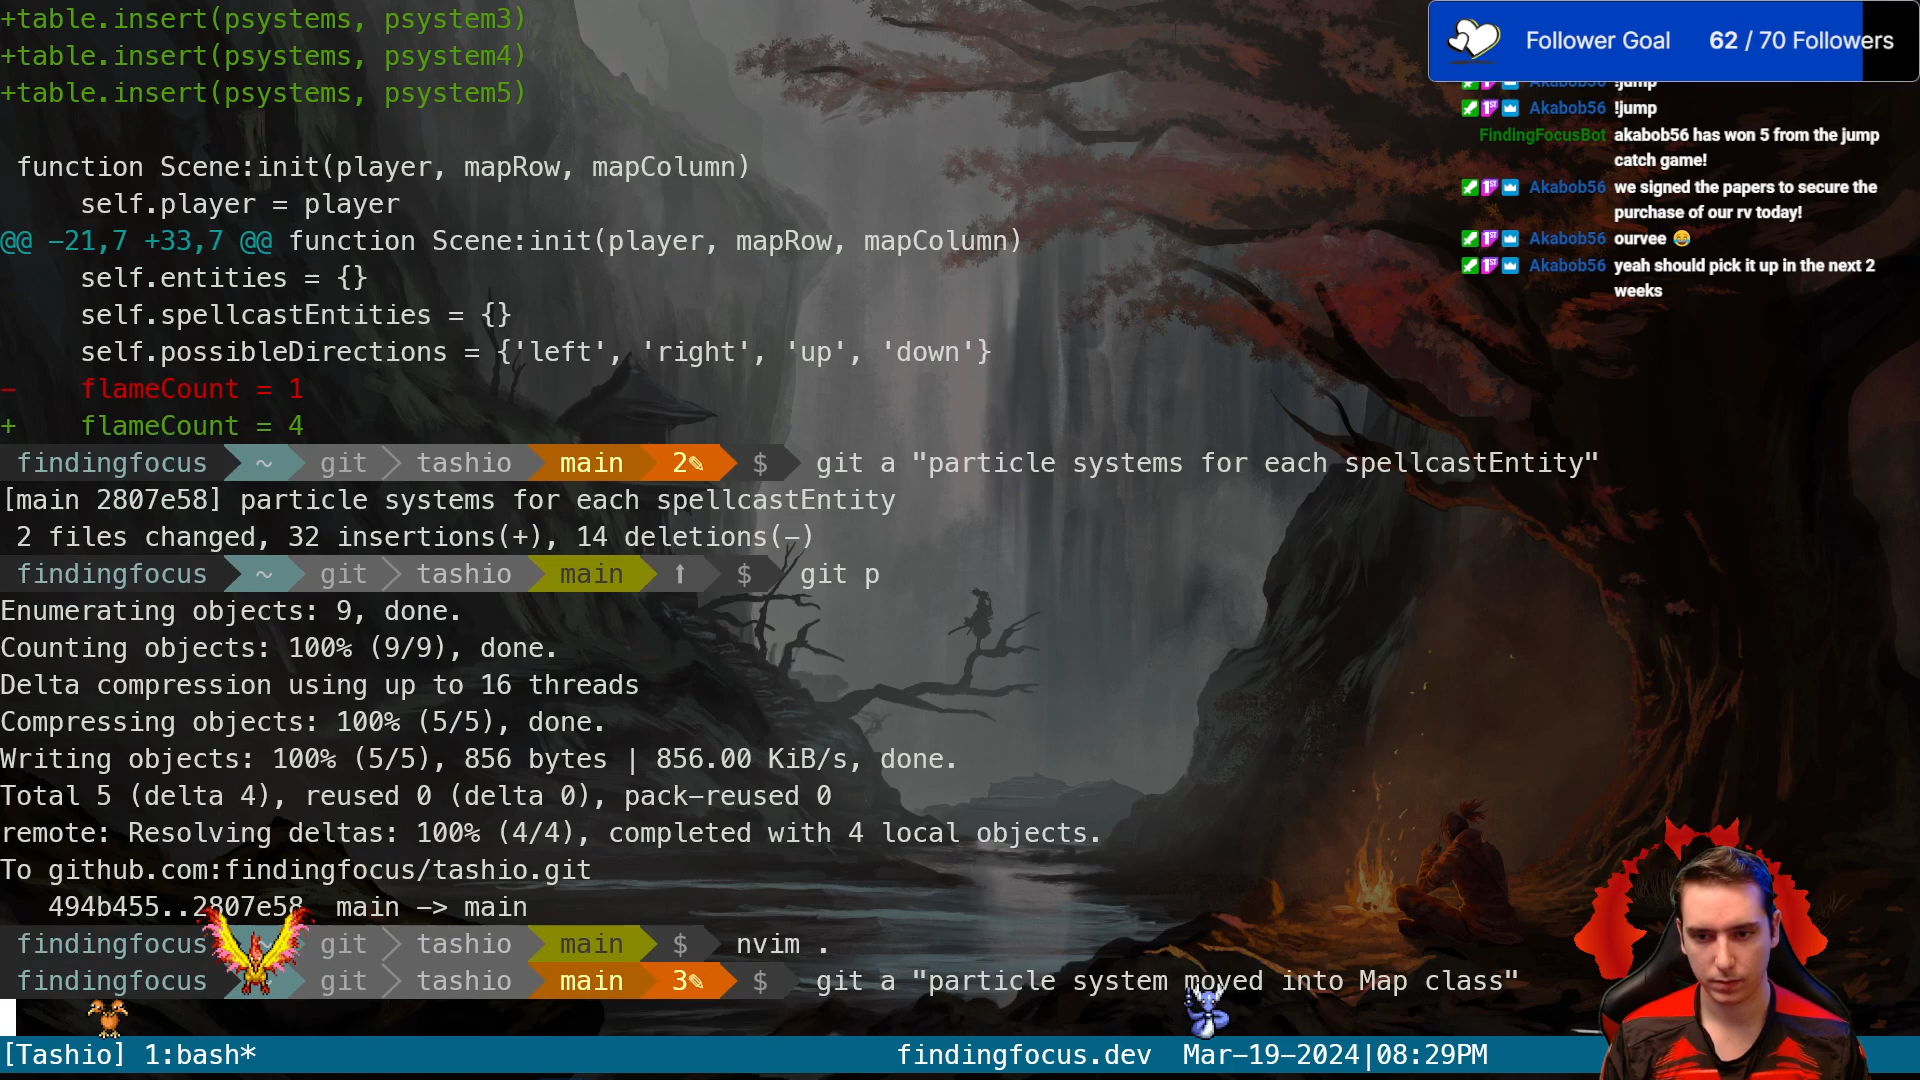 +table.insert(psystems, psystem3)
+table.insert(psystems, psystem4)
+table.insert(psystems, psystem5)
function Scene:init(player, mapRow, mapColumn)
self.player = player
@@ -21,7 +33,7 @@ function Scene:init(player, mapRow, mapColumn)
self.entities = {}
self.spellcastEntities = {}
self.possibleDirections = {'left', 'right', 'up', 'down'}
-    flameCount = 1
+    flameCount = 4
findingfocus ~ git tashio main 2✎ $ git a "particle systems for each spellcastEntity"
[main 2807e58] particle systems for each spellcastEntity
2 files changed, 32 insertions(+), 14 deletions(-)
findingfocus ~ git tashio main ⬆ $ git p
Enumerating objects: 9, done.
Counting objects: 100% (9/9), done.
Delta compression using up to 16 threads
Compressing objects: 100% (5/5), done.
Writing objects: 100% (5/5), 856 bytes | 856.00 KiB/s, done.
Total 5 (delta 4), reused 0 (delta 0), pack-reused 0
remote: Resolving deltas: 100% (4/4), completed with 4 local objects.
To github.com:findingfocus/tashio.git
494b455..2807e58  main -> main
findingfocus git tashio main $ nvim .
findingfocus git tashio main 3✎ $ git a "particle system moved into Map class"
[Tashio] 1:bash*
findingfocus.dev  Mar-19-2024|08:29PM
Follower Goal 62 / 70 Followers
Akabob56 !jump
Akabob56 !jump
FindingFocusBot akabob56 has won 5 from the jump
catch game!
Akabob56 we signed the papers to secure the
purchase of our rv today!
Akabob56 ourvee 😂
Akabob56 yeah should pick it up in the next 2
weeks